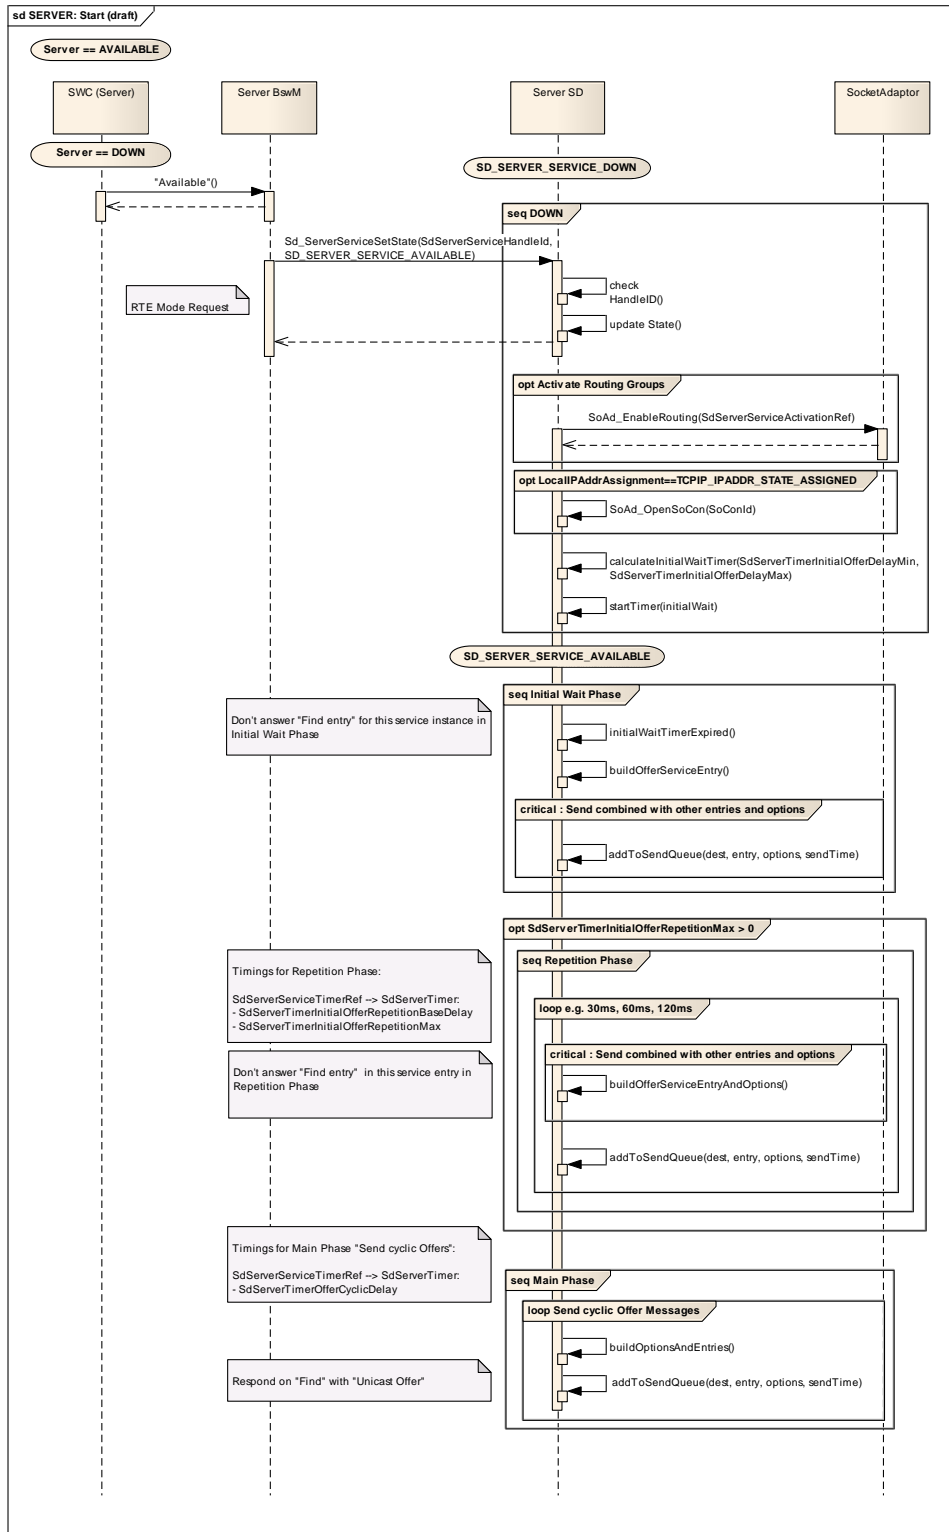 sd SERVER: Start (draft)
Server == AVAILABLE
SWC (Server)
Server BswM
Server SD
SocketAdaptor
Server == DOWN
SD_SERVER_SERVICE_DOWN
"Available"()
seq DOWN
Sd_ServerServiceSetState(SdServerServiceHandleId,
SD_SERVER_SERVICE_AVAILABLE)
check
HandleID()
RTE Mode Request
update State()
opt Activate Routing Groups
SoAd_EnableRouting(SdServerServiceActivationRef)
opt LocalIPAddrAssignment==TCPIP_IPADDR_STATE_ASSIGNED
SoAd_OpenSoCon(SoConId)
calculateInitialWaitTimer(SdServerTimerInitialOfferDelayMin,
SdServerTimerInitialOfferDelayMax)
startTimer(initialWait)
SD_SERVER_SERVICE_AVAILABLE
seq Initial Wait Phase
Don't answer "Find entry" for this service instance in
Initial Wait Phase
initialWaitTimerExpired()
buildOfferServiceEntry()
critical : Send combined with other entries and options
addToSendQueue(dest, entry, options, sendTime)
opt SdServerTimerInitialOfferRepetitionMax > 0
seq Repetition Phase
Timings for Repetition Phase:
SdServerServiceTimerRef --> SdServerTimer:
- SdServerTimerInitialOfferRepetitionBaseDelay
- SdServerTimerInitialOfferRepetitionMax
loop e.g. 30ms, 60ms, 120ms
critical : Send combined with other entries and options
Don't answer "Find entry"  in this service entry in
Repetition Phase
buildOfferServiceEntryAndOptions()
addToSendQueue(dest, entry, options, sendTime)
Timings for Main Phase "Send cyclic Offers":
SdServerServiceTimerRef --> SdServerTimer:
- SdServerTimerOfferCyclicDelay
seq Main Phase
loop Send cyclic Offer Messages
buildOptionsAndEntries()
Respond on "Find" with "Unicast Offer"
addToSendQueue(dest, entry, options, sendTime)